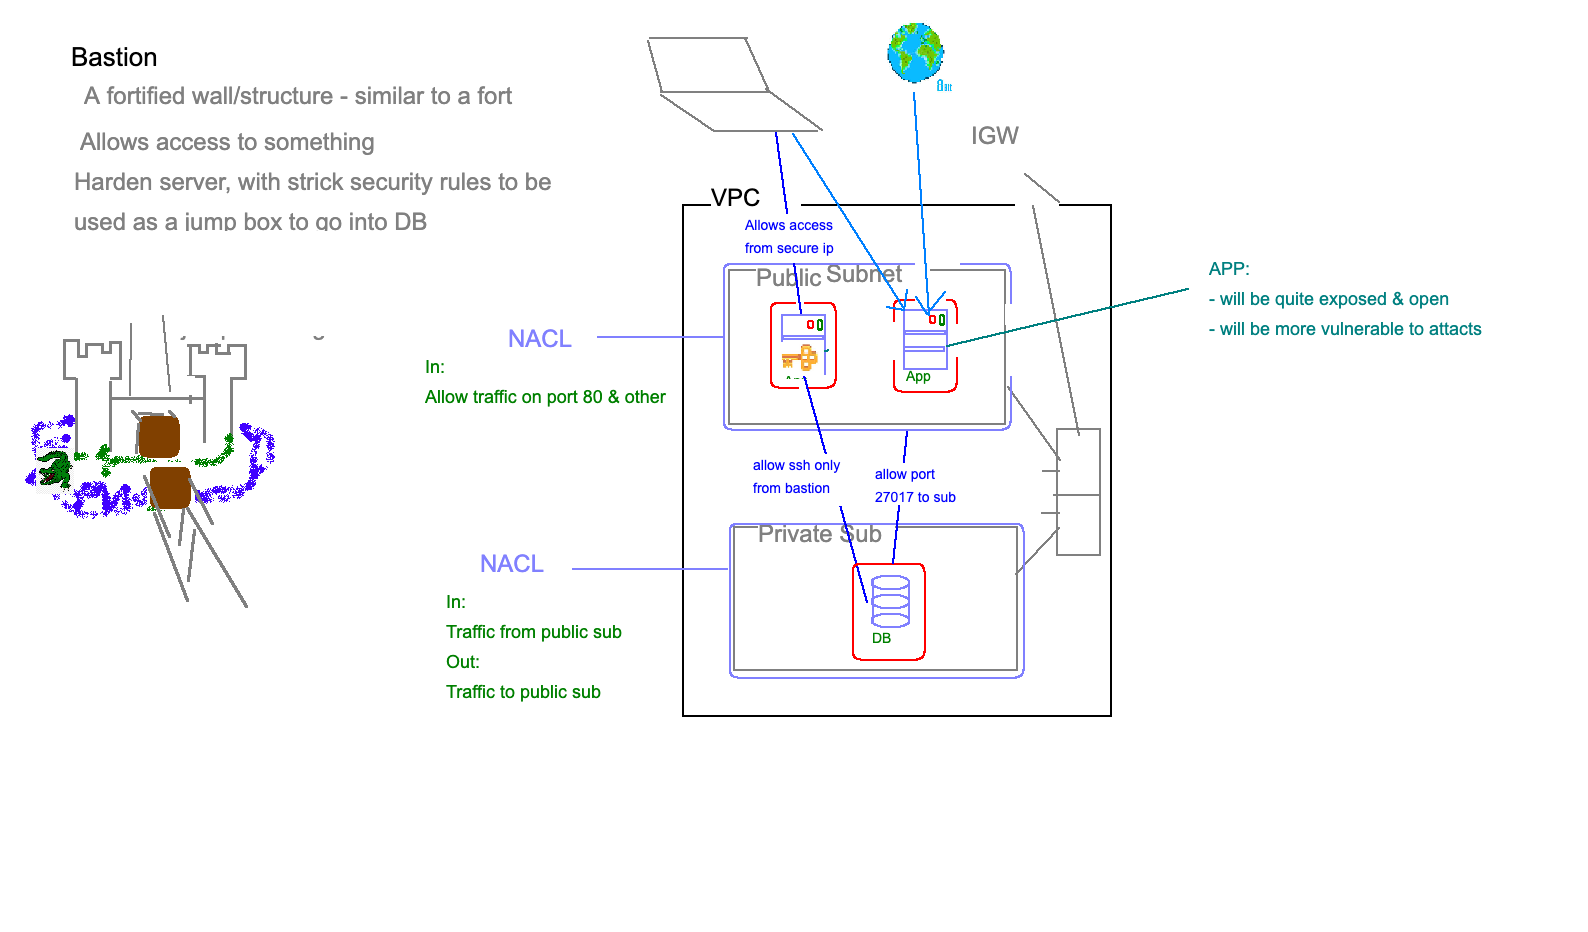 Bastion
A fortified wall/structure - similar to a fort
Allows access to something
Harden server, with strick security rules to be
used as a jump box to go into DB
IGW
VPC
Allows access
from secure ip
Public Subnet
App
APP:
- will be quite exposed & open
- will be more vulnerable to attacts
NACL
In:
Allow traffic on port 80 & other
allow ssh only
from bastion
allow port
27017 to sub
Private Sub
DB
NACL
In:
Traffic from public sub
Out:
Traffic to public sub